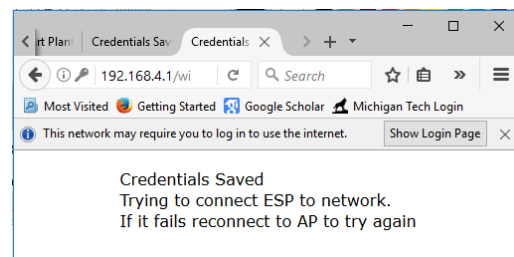 rt Plant
Credentials Sav
Credentials
192.168.4.1/wi
Search
Most Visited
Getting Started
Google Scholar
Michigan Tech Login
This network may require you to log in to use the internet.
Show Login Page
Credentials Saved
Trying to connect ESP to network.
If it fails reconnect to AP to try again